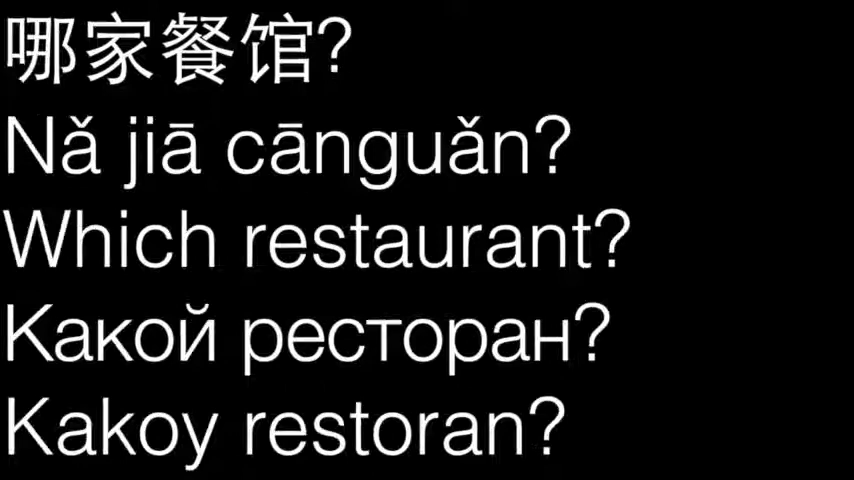 哪家餐馆?
Nǎ jiā cānguǎn?
Which restaurant?
Какой ресторан?
Kakoy restoran?